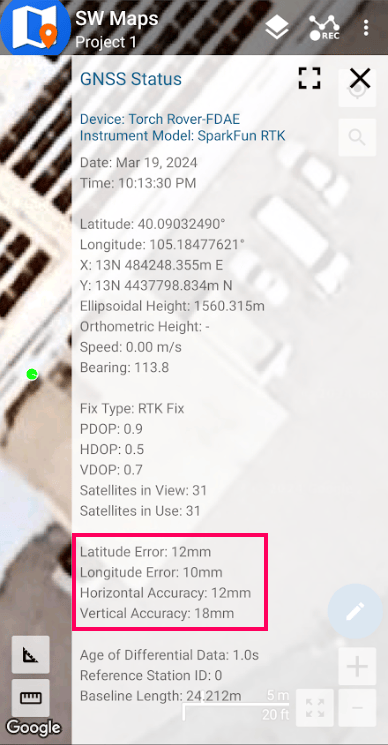 SW Maps
Project 1
REC
GNSS Status
Device: Torch Rover-FDAE
Instrument Model: SparkFun RTK
Date: Mar 19, 2024
Time: 10:13:30 PM
Latitude: 40.09032490°
Longitude: 105.18477621°
X: 13N 484248.355m E
Y: 13N 4437798.834m N
Ellipsoidal Height: 1560.315m
Orthometric Height: -
Speed: 0.00 m/s
Bearing: 113.8
Fix Type: RTK Fix
PDOP: 0.9
HDOP: 0.5
VDOP: 0.7
Satellites in View: 31
Satellites in Use: 31
Latitude Error: 12mm
Longitude Error: 10mm
Horizontal Accuracy: 12mm
Vertical Accuracy: 18mm
Age of Differential Data: 1.0s
Reference Station ID: 0
Baseline Length: 24.212m
5 m
20 ft
Google